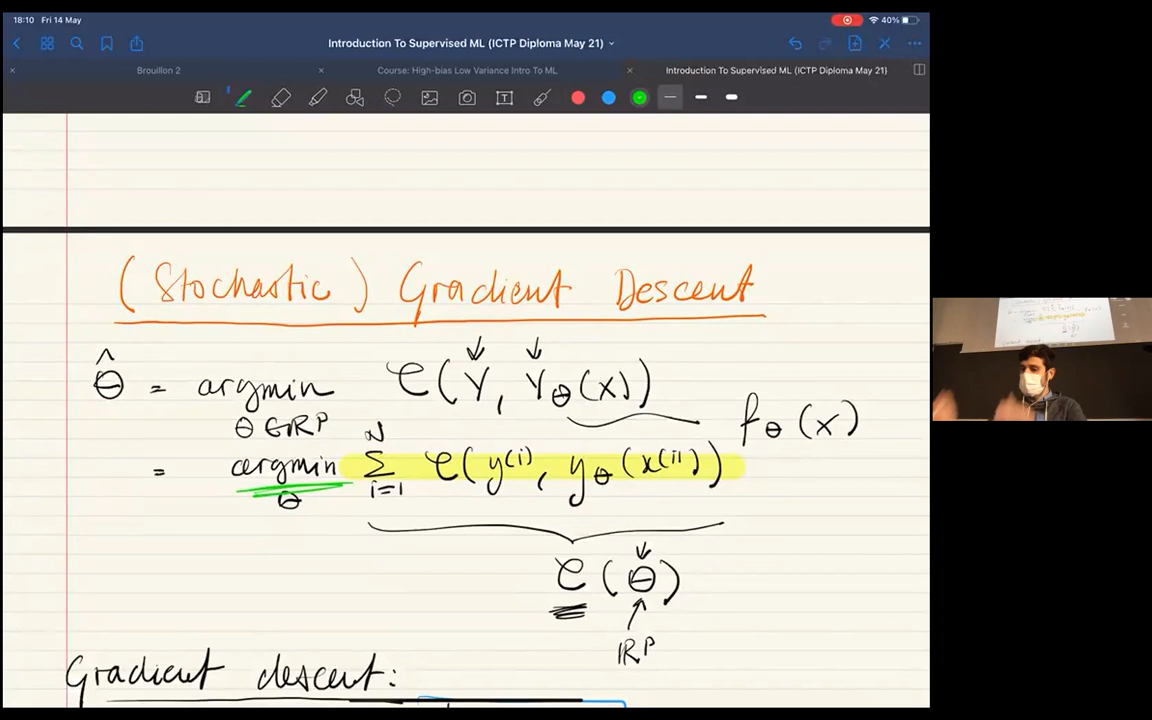 18:10 Fri 14 May
40%
Introduction To Supervised ML (ICTP Diploma May 21)
Brouillon 2
Course: High-bias Low Variance Intro To ML
Introduction To Supervised ML (ICTP Diploma May 21)
(Stochastic) Gradient Descent
θ̂ = argmin C(Y, Yθ(X))
θ∈ℝP
fθ(x)
= argmin N∑i=1 C(y(i), yθ(x(i)))
θ
C(θ)
ℝP
Gradient descent: